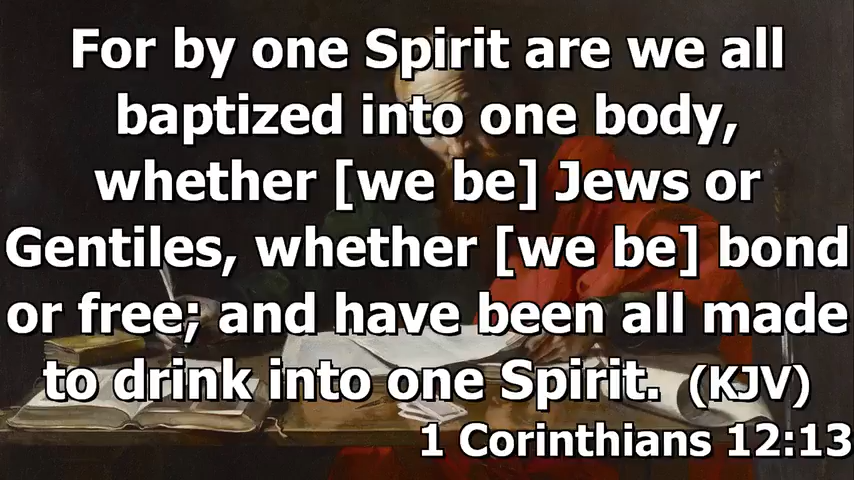 For by one Spirit are we all
baptized into one body,
whether [we be] Jews or
Gentiles, whether [we be] bond
or free; and have been all made
to drink into one Spirit. (KJV)
1 Corinthians 12:13